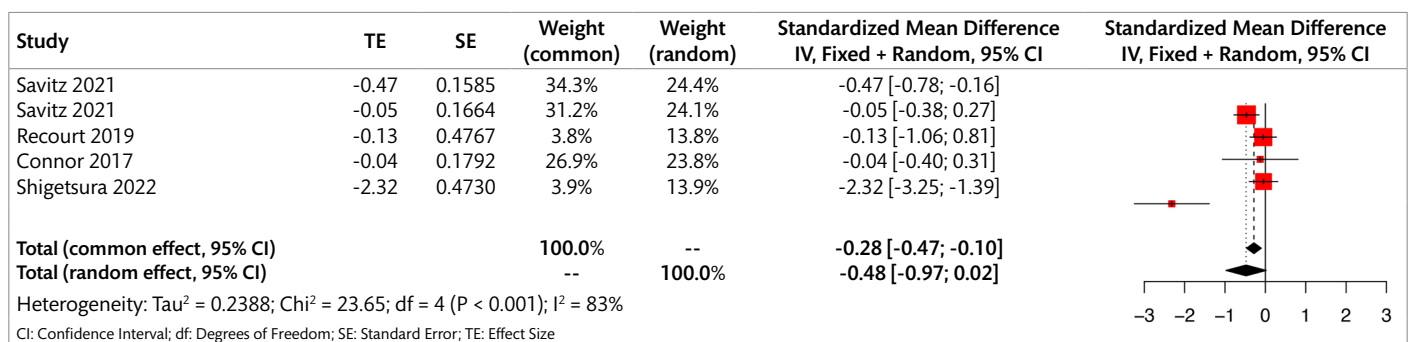 Study TE SE Weight (common) Weight (random) Standardized Mean Difference IV, Fixed + Random, 95% CI Standardized Mean Difference IV, Fixed + Random, 95% CI
Savitz 2021 -0.47 0.1585 34.3% 24.4% -0.47 [-0.78; -0.16]
Savitz 2021 -0.05 0.1664 31.2% 24.1% -0.05 [-0.38; 0.27]
Recourt 2019 -0.13 0.4767 3.8% 13.8% -0.13 [-1.06; 0.81]
Connor 2017 -0.04 0.1792 26.9% 23.8% -0.04 [-0.40; 0.31]
Shigetsura 2022 -2.32 0.4730 3.9% 13.9% -2.32 [-3.25; -1.39]
Total (common effect, 95% CI) 100.0% -- -0.28 [-0.47; -0.10]
Total (random effect, 95% CI) -- 100.0% -0.48 [-0.97; 0.02]
Heterogeneity: Tau² = 0.2388; Chi² = 23.65; df = 4 (P < 0.001); I² = 83%
−3 −2 −1 0 1 2 3
CI: Confidence Interval; df: Degrees of Freedom; SE: Standard Error; TE: Effect Size